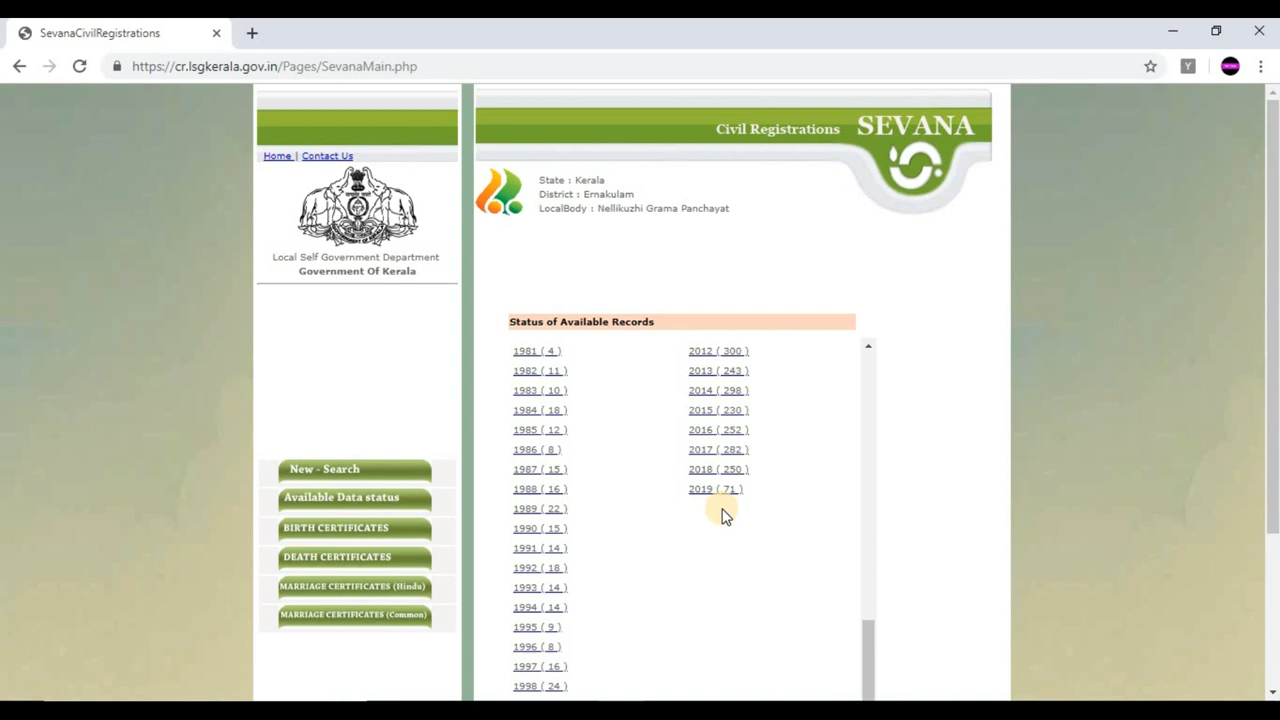 SevanaCivilRegistrations
https://cr.lsgkerala.gov.in/Pages/SevanaMain.php
Y
Home | Contact Us
Local Self Government Department
Government Of Kerala
New - Search
Available Data status
BIRTH CERTIFICATES
DEATH CERTIFICATES
MARRIAGE CERTIFICATES (Hindu)
MARRIAGE CERTIFICATES (Common)
Civil Registrations SEVANA
State : Kerala
District : Ernakulam
LocalBody : Nellikuzhi Grama Panchayat
Status of Available Records
1981 ( 4 )
1982 ( 11 )
1983 ( 10 )
1984 ( 18 )
1985 ( 12 )
1986 ( 8 )
1987 ( 15 )
1988 ( 16 )
1989 ( 22 )
1990 ( 15 )
1991 ( 14 )
1992 ( 18 )
1993 ( 14 )
1994 ( 14 )
1995 ( 9 )
1996 ( 8 )
1997 ( 16 )
1998 ( 24 )
2012 ( 300 )
2013 ( 243 )
2014 ( 298 )
2015 ( 230 )
2016 ( 252 )
2017 ( 282 )
2018 ( 250 )
2019 ( 71 )